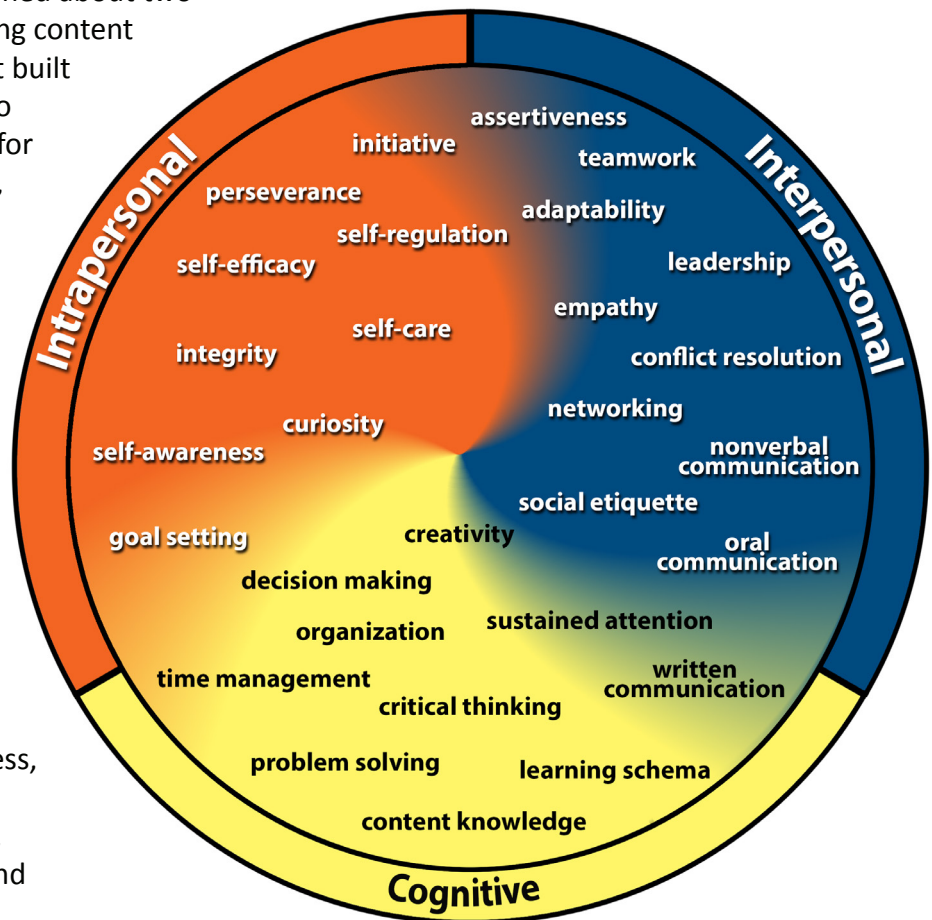 about two
ng content
built
for
Intrapersonal
Interpersonal
assertiveness
initiative
teamwork
perseverance
adaptability
self-regulation
self-efficacy
leadership
empathy
self-care
integrity
conflict resolution
networking
curiosity
self-awareness
nonverbal
communication
social etiquette
goal setting
creativity
oral
communication
decision making
sustained attention
organization
written
communication
time management
critical thinking
problem solving
learning schema
content knowledge
ess,
nd
Cognitive